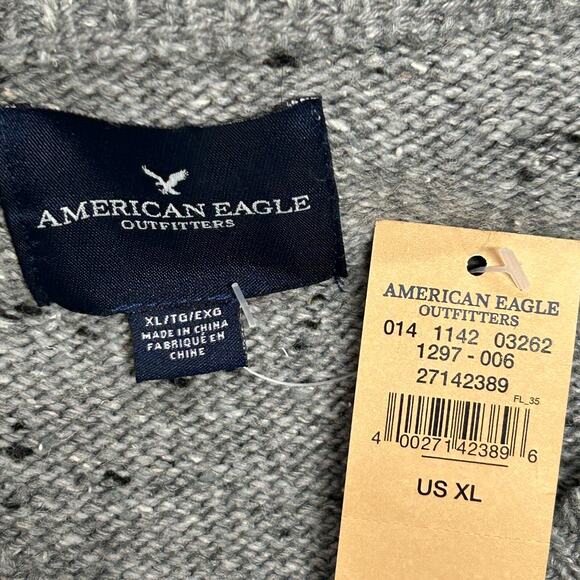 AMERICAN EAGLE
OUTFITTERS
XL/TG/EXG
MADE IN CHINA
FABRIQUÉ EN
CHINE
AMERICAN EAGLE
OUTFITTERS
014 1142 03262
1297 - 006
27142389
FL_35
4 00271 42389 6
US XL